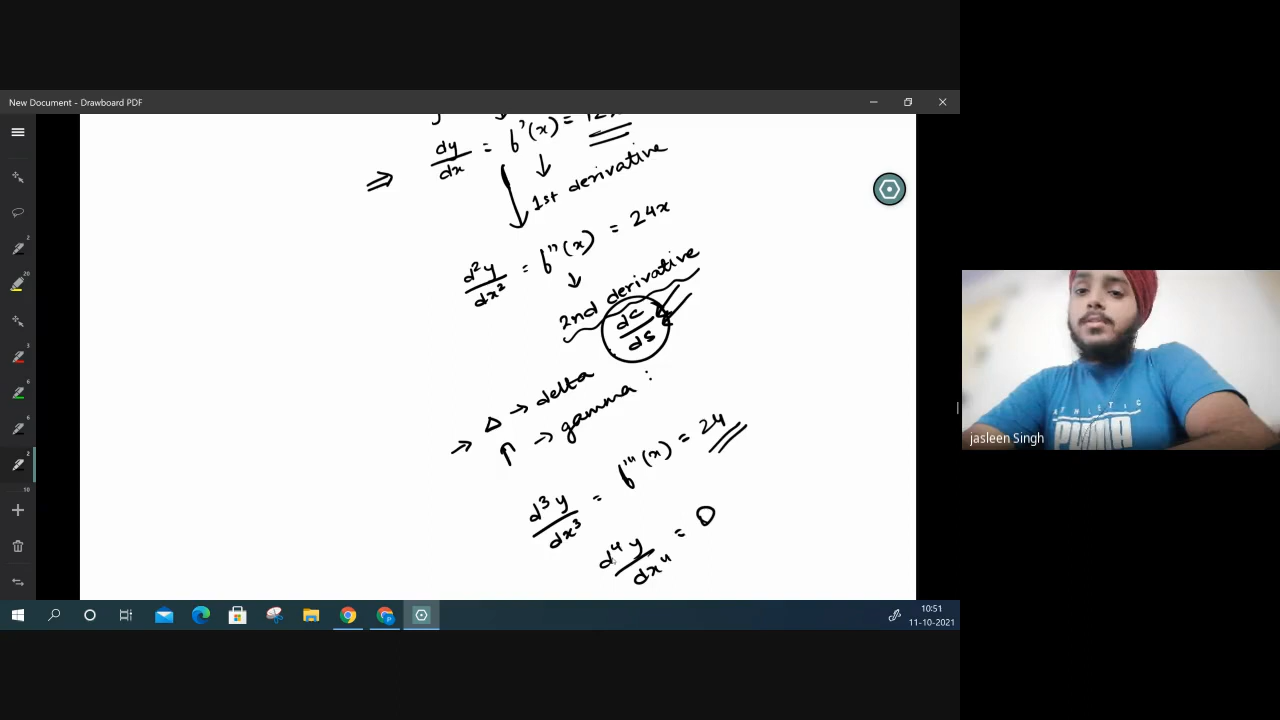 New Document - Drawboard PDF
dy/dx = f'(x) = 12x
⇒
1st derivative
d²y/dx² = f''(x) = 24x
2nd derivative
dc/ds
→ Δ → delta
Γ → gamma :
d³y/dx³ = f'''(x) = 24
d⁴y/dx⁴ = 0
ATHLETIC
PUMA
jasleen Singh
10:51
11-10-2021